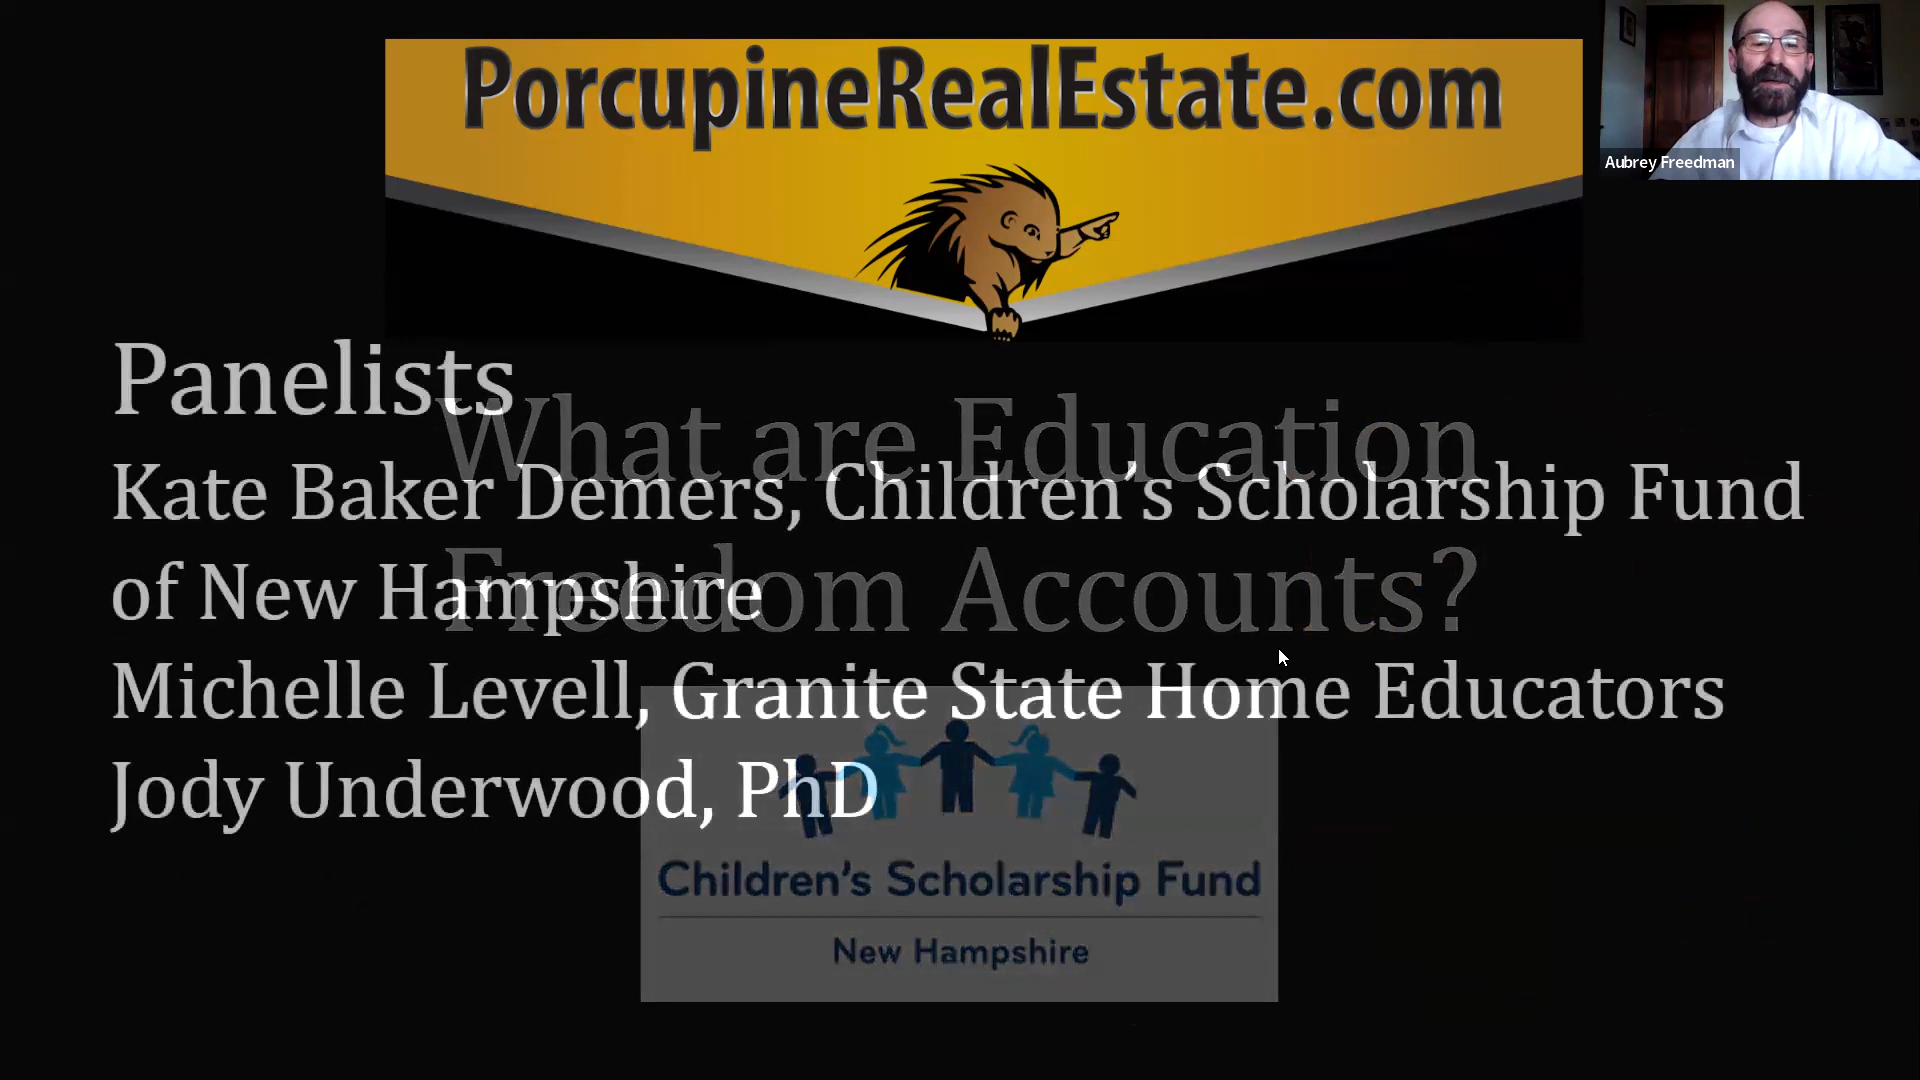 PorcupineRealEstate.com
Aubrey Freedman
Panelists
What are Education
Kate Baker Demers, Children's Scholarship Fund
of New Hampshire
Freedom Accounts?
Michelle Levell, Granite State Home Educators
Jody Underwood, PhD
Children's Scholarship Fund
New Hampshire